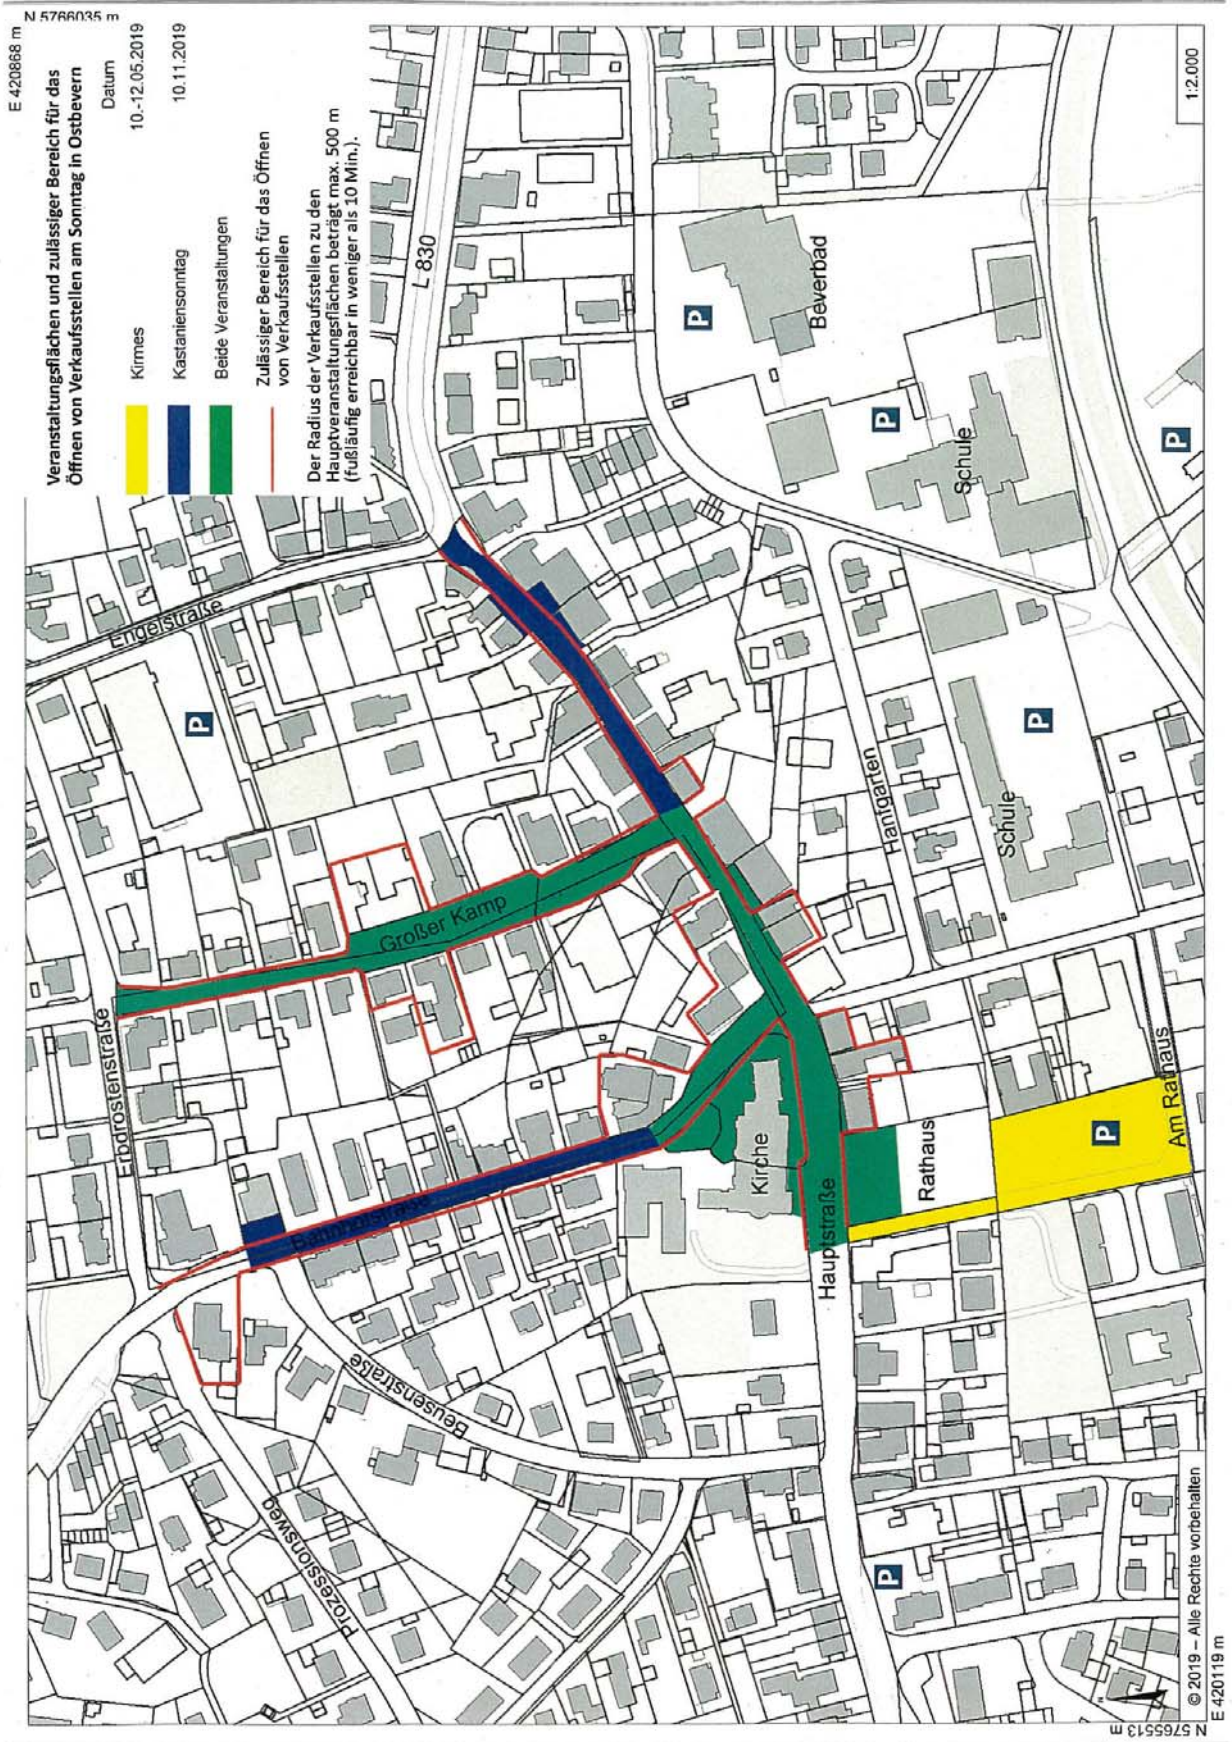 N 5766035 m
E 420868 m
Veranstaltungsflächen und zulässiger Bereich für das
Öffnen von Verkaufsstellen am Sonntag in Ostbevern
Datum
Kirmes 10.-12.05.2019
Kastaniensonntag 10.11.2019
Beide Veranstaltungen
Zulässiger Bereich für das Öffnen
von Verkaufsstellen
Der Radius der Verkaufsstellen zu den
Hauptveranstaltungsflächen beträgt max. 500 m
(fußläufig erreichbar in weniger als 10 Min.).
L 830
Engelstraße
P
Erbdrostenstraße
Großer Kamp
Bahnhofstraße
Beusenstraße
Prozessionsweg
Kirche
Hauptstraße
Rathaus
P
Am Rathaus
Hanfgarten
Schule
P
Schule
P
Beverbad
P
P
P
1:2.000
© 2019 – Alle Rechte vorbehalten
N 5765513 m
E 420119 m